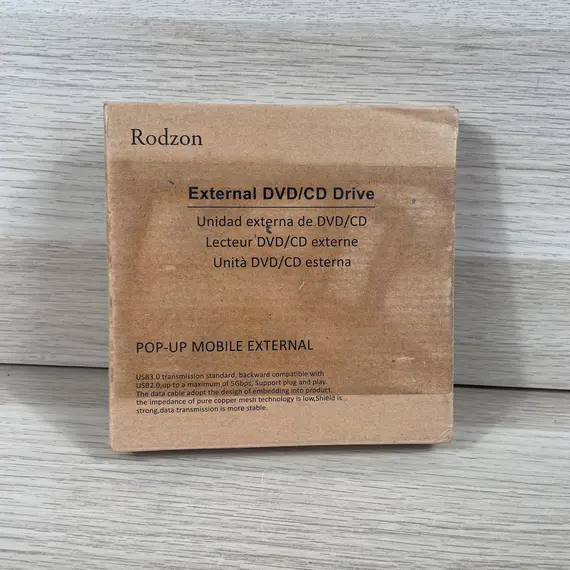 Rodzon
External DVD/CD Drive
Unidad externa de DVD/CD
Lecteur DVD/CD externe
Unità DVD/CD esterna
POP-UP MOBILE EXTERNAL
USB3.0 transmission standard, backward compatible with
USB2.0,up to a maximum of 5Gbps, Support plug and play.
The data cable adopt the design of embedding into product,
the impedance of pure copper mesh technology is low,Shield is
strong,data transmission is more stable.